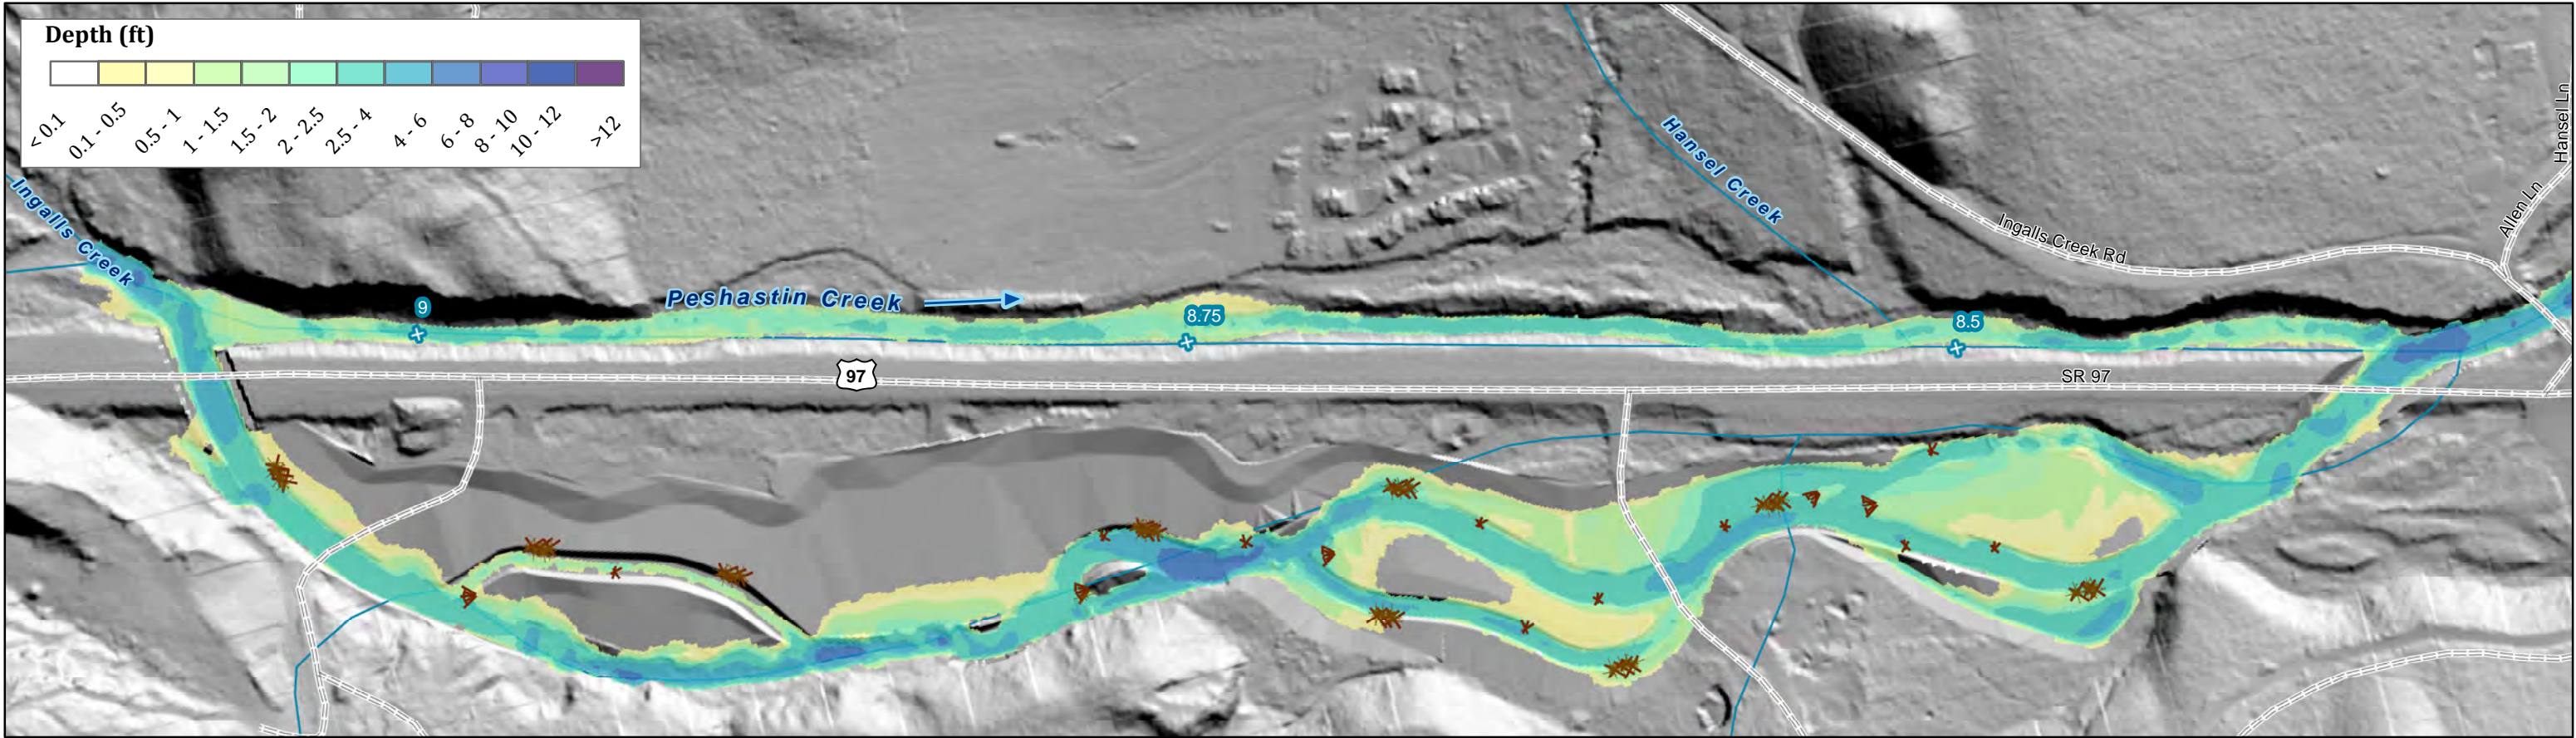 Depth (ft)
< 0.1
0.1 - 0.5
0.5 - 1
1 - 1.5
1.5 - 2
2 - 2.5
2.5 - 4
4 - 6
6 - 8
8 - 10
10 - 12
>12
Ingalls Creek
Hansel Creek
Hansel Ln
Allen Ln
Ingalls Creek Rd
Peshastin Creek
9
8.75
8.5
97
SR 97